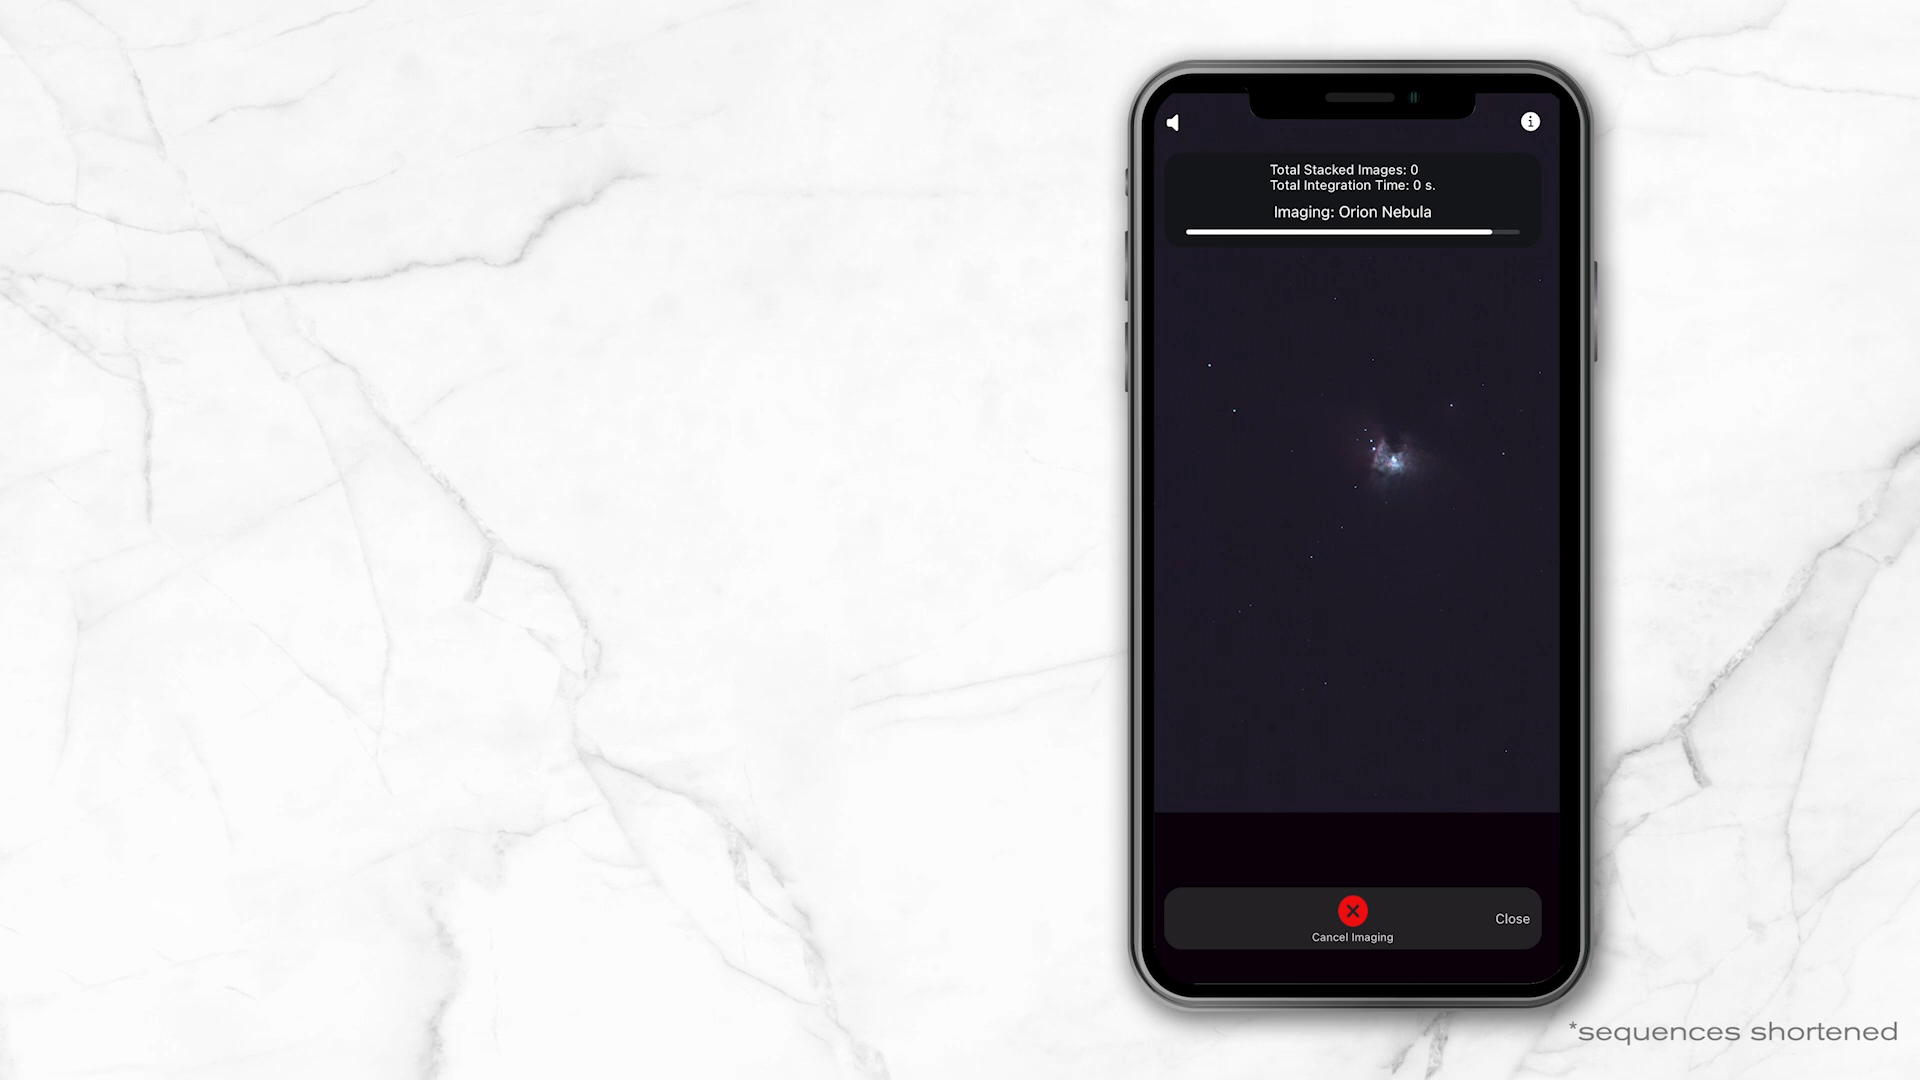 Total Stacked Images: 0
Total Integration Time: 0 s.
Imaging: Orion Nebula
Cancel Imaging
Close
*sequences shortened